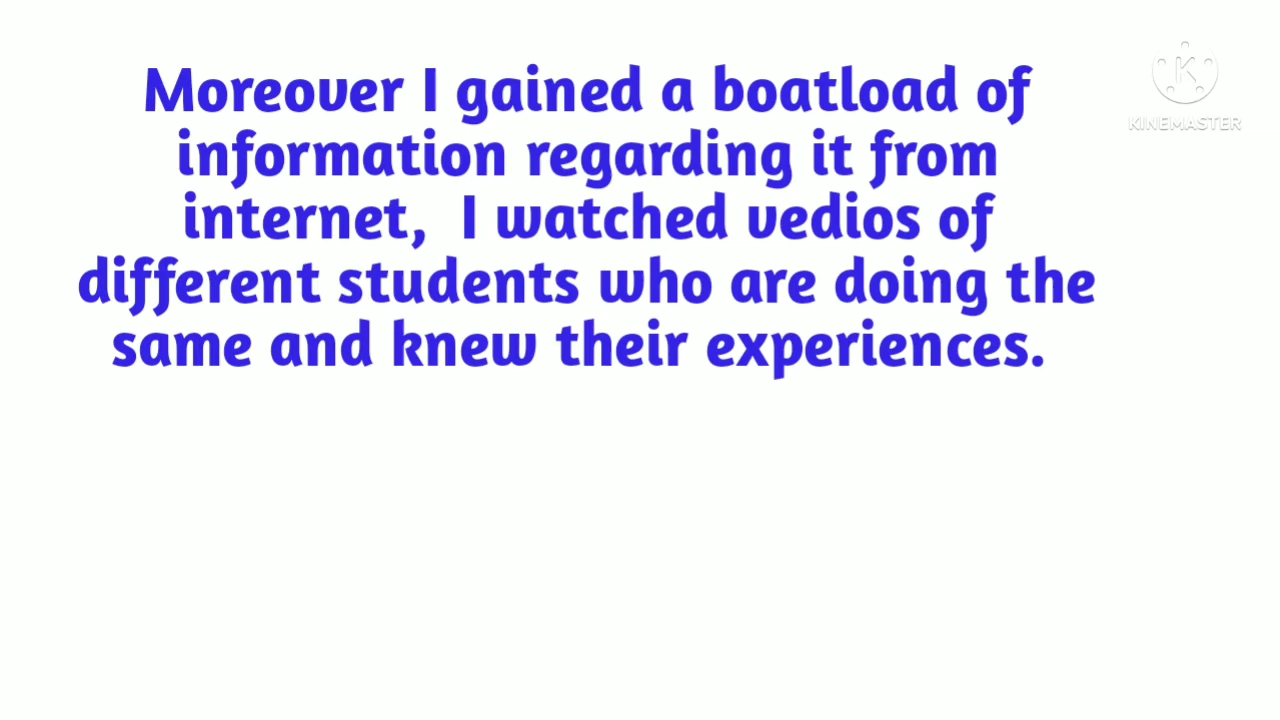 Moreover I gained a boatload of
information regarding it from
internet,  I watched vedios of
different students who are doing the
same and knew their experiences.
KINEMASTER